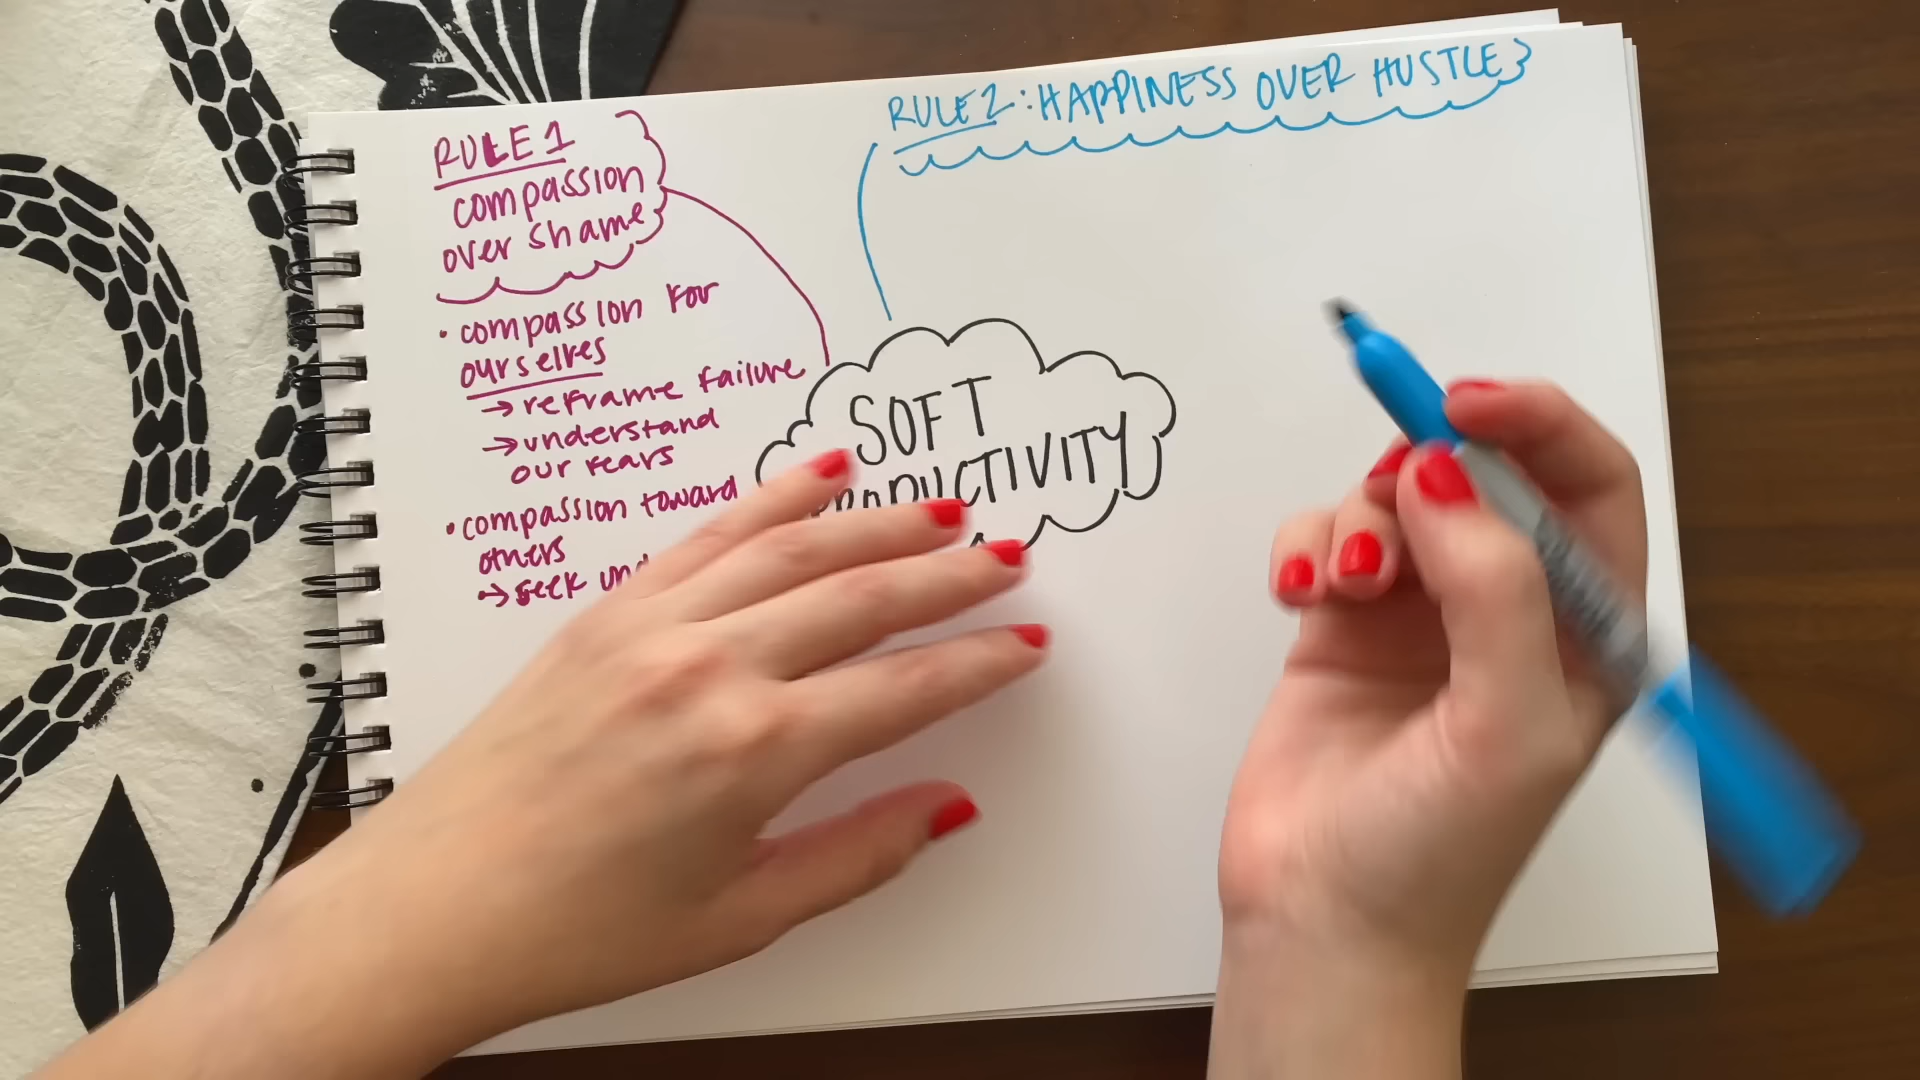 RULE 1
compassion
over shame
• compassion for
ourselves
→ reframe failure
→ understand
our fears
• compassion toward
others
→ seek
RULE 2: HAPPINESS OVER HUSTLE
SOFT
PRODUCTIVITY